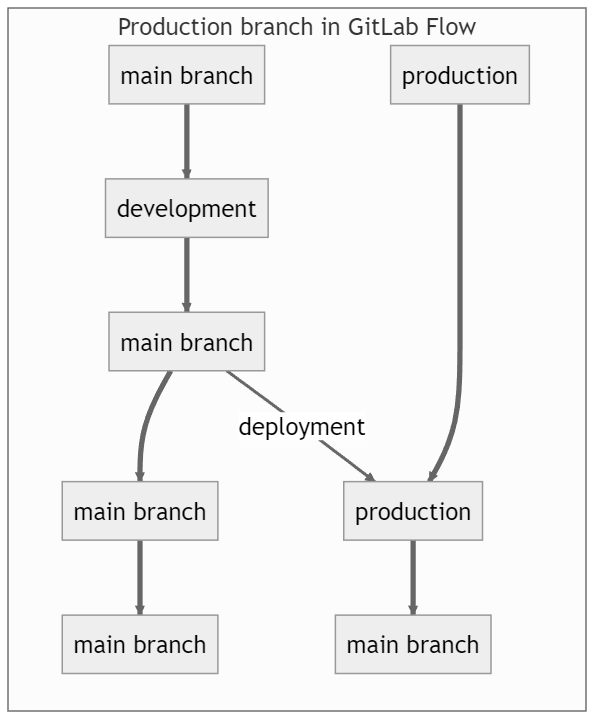 Production branch in GitLab Flow
main branch
production
development
main branch
deployment
main branch
production
main branch
main branch